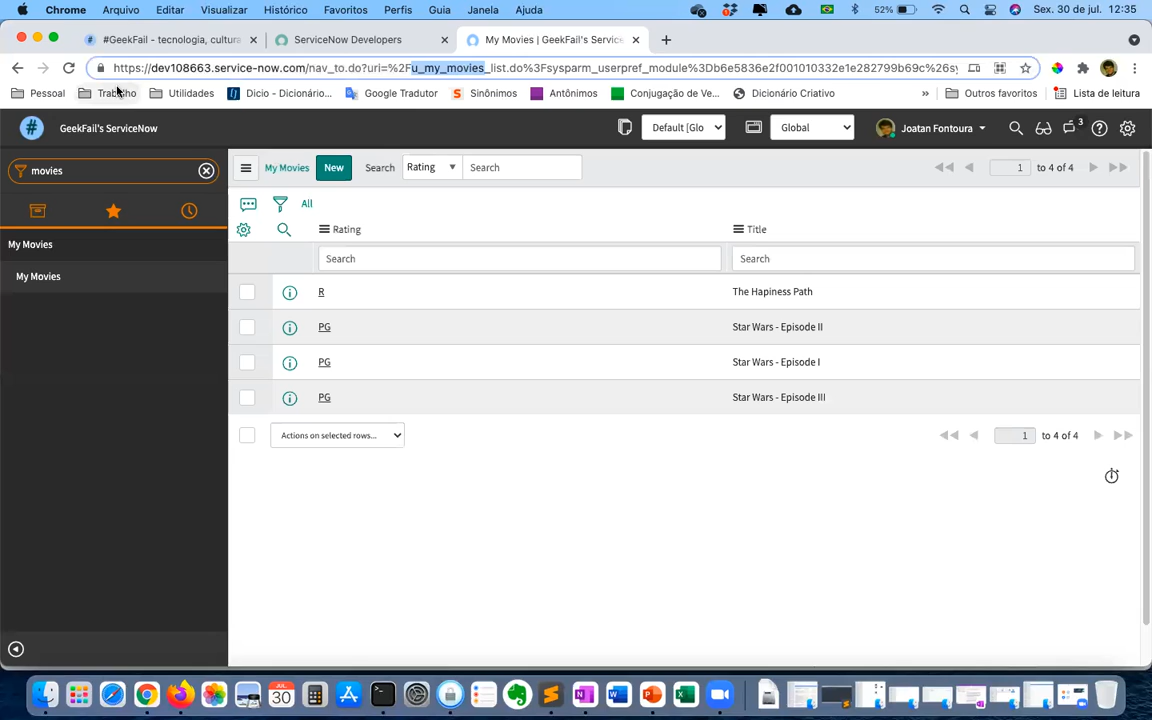 Chrome Arquivo Editar Visualizar Histórico Favoritos Perfis Guia Janela Ajuda 52% Sex. 30 de jul. 12:35
#GeekFail - tecnologia, cultura
ServiceNow Developers
My Movies | GeekFail's Service
https://dev108663.service-now.com/nav_to.do?uri=%2Fu_my_movies_list.do%3Fsysparm_userpref_module%3Db6e5836e2f001010332e1e282799b69c%26sy
Pessoal Trabalho Utilidades Dicio - Dicionário... Google Tradutor Sinônimos Antônimos Conjugação de Ve... Dicionário Criativo » Outros favoritos Lista de leitura
# GeekFail's ServiceNow Default [Glo Global Joatan Fontoura 3
movies
My Movies New Search Rating Search 1 to 4 of 4
All
My Movies
My Movies
Rating Title
Search Search
R The Hapiness Path
PG Star Wars - Episode II
PG Star Wars - Episode I
PG Star Wars - Episode III
Actions on selected rows... 1 to 4 of 4
JUL
30